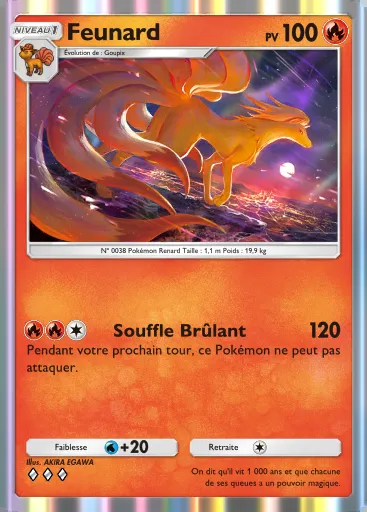 NIVEAU 1
Feunard
PV 100
Évolution de : Goupix
N° 0038 Pokémon Renard Taille : 1,1 m Poids : 19,9 kg
Souffle Brûlant 120
Pendant votre prochain tour, ce Pokémon ne peut pas
attaquer.
Faiblesse +20
Retraite
Illus. AKIRA EGAWA
On dit qu'il vit 1 000 ans et que chacune
de ses queues a un pouvoir magique.